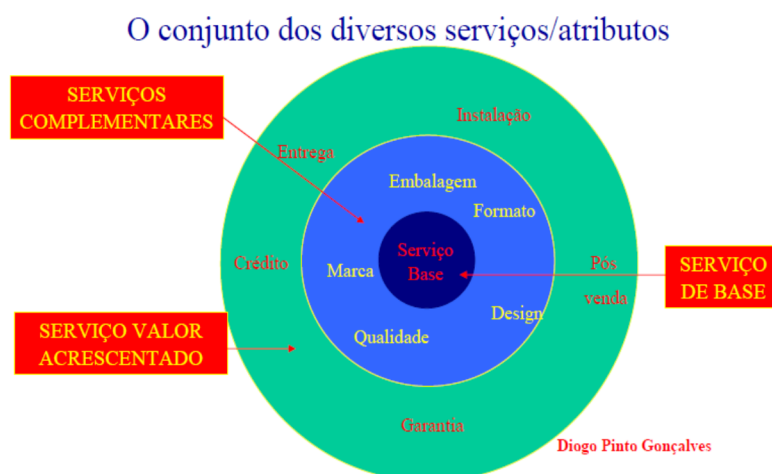 O conjunto dos diversos serviços/atributos
SERVIÇOS
COMPLEMENTARES
Instalação
Entrega
Embalagem
Formato
Serviço
Base
Marca
Crédito
Pós
venda
SERVIÇO
DE BASE
Design
Qualidade
SERVIÇO VALOR
ACRESCENTADO
Garantia
Diogo Pinto Gonçalves